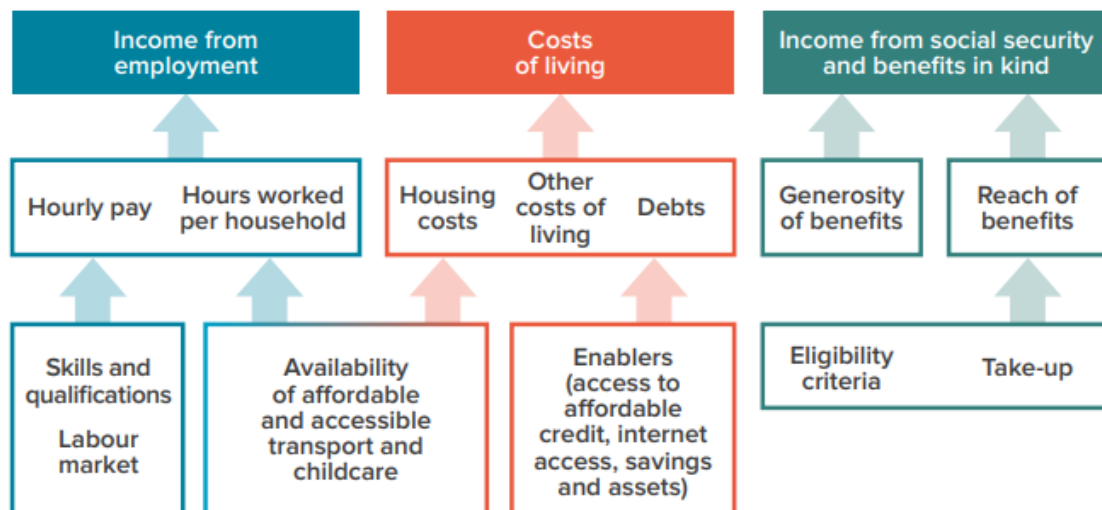 Income from
employment
Costs
of living
Income from social security
and benefits in kind
Hourly pay
Hours worked
per household
Housing
costs
Other
costs of
living
Debts
Generosity
of benefits
Reach of
benefits
Skills and
qualifications
Labour
market
Availability
of affordable
and accessible
transport and
childcare
Enablers
(access to
affordable
credit, internet
access, savings
and assets)
Eligibility
criteria
Take-up